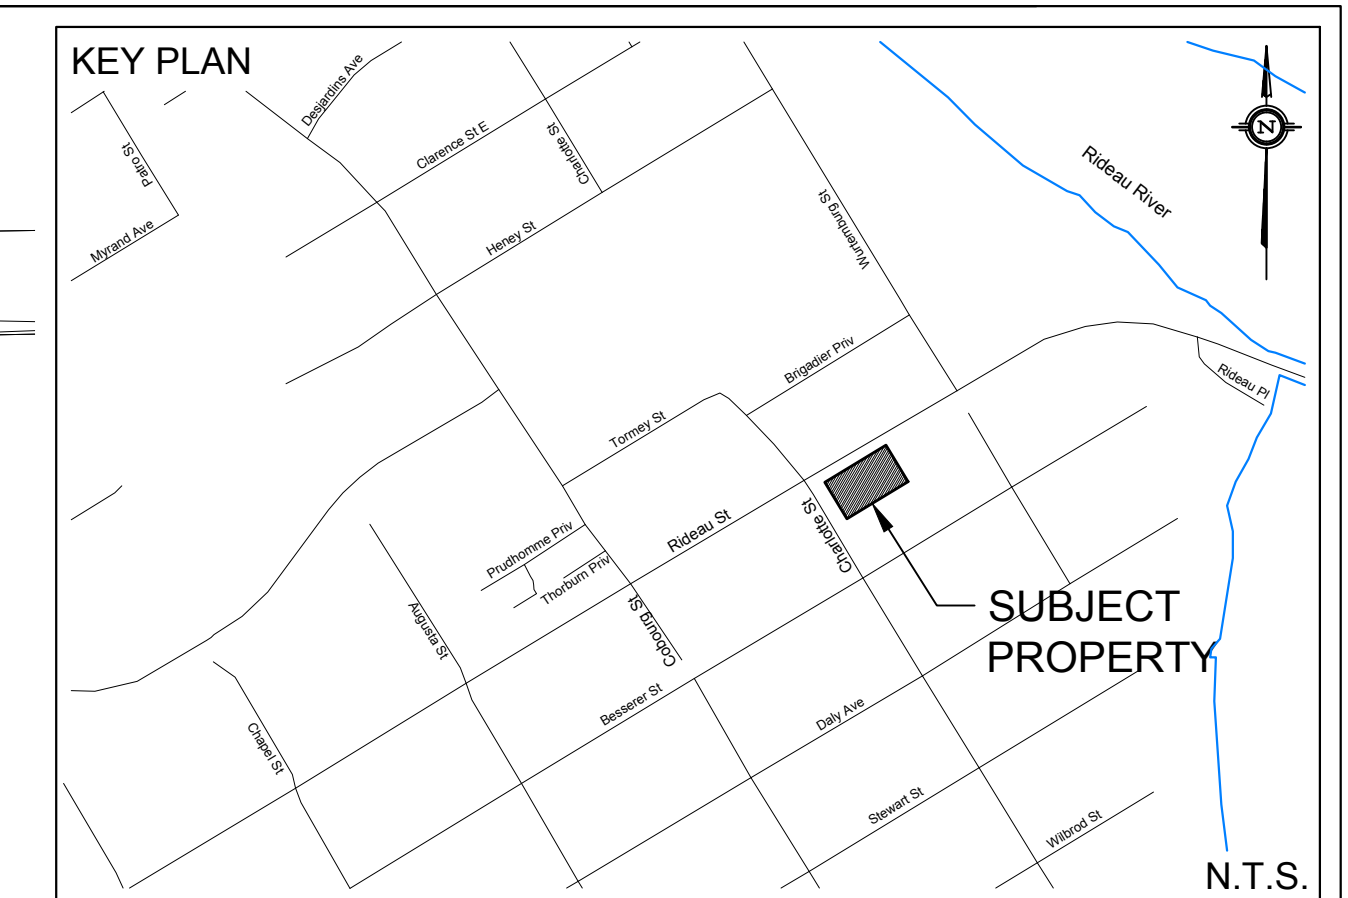 KEY PLAN
Desjardins Ave
Patro St
Clarence St E
Charlotte St
Myrand Ave
Heney St
Wurtemburg St
Rideau River
N
Brigadier Priv
Rideau Pl
Tormey St
Rideau St
Charlotte St
Prudhomme Priv
Thorburn Priv
Augusta St
Cobourg St
SUBJECT
PROPERTY
Besserer St
Chapel St
Daly Ave
Stewart St
Wilbrod St
N.T.S.